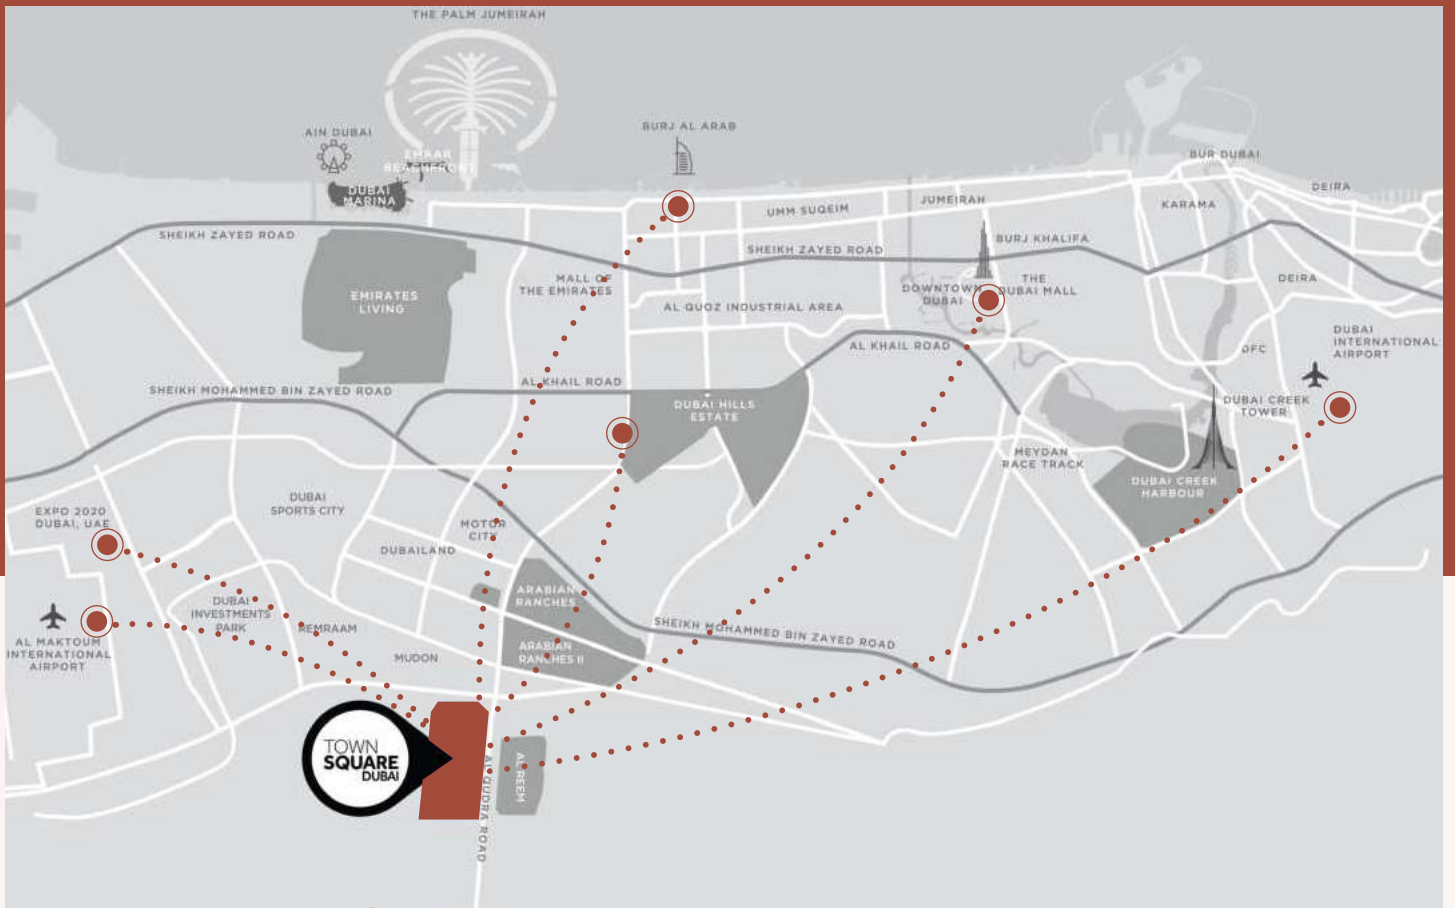 THE PALM JUMEIRAH
AIN DUBAI
BURJ AL ARAB
EMAAR
BEACHFRONT
DUBAI
MARINA
BUR DUBAI
DEIRA
KARAMA
JUMEIRAH
UMM SUQEIM
SHEIKH ZAYED ROAD
SHEIKH ZAYED ROAD
BURJ KHALIFA
MALL OF
THE EMIRATES
DOWNTOWN
DUBAI
THE
DUBAI MALL
DEIRA
EMIRATES
LIVING
AL QUOZ INDUSTRIAL AREA
AL KHAIL ROAD
DUBAI
INTERNATIONAL
AIRPORT
DFC
SHEIKH MOHAMMED BIN ZAYED ROAD
AL KHAIL ROAD
DUBAI HILLS
ESTATE
DUBAI CREEK
TOWER
MEYDAN
RACE TRACK
DUBAI CREEK
HARBOUR
DUBAI
SPORTS CITY
EXPO 2020
DUBAI, UAE
MOTOR
CITY
DUBAILAND
ARABIAN
RANCHES
DUBAI
INVESTMENTS
PARK
REMRAAM
AL MAKTOUM
INTERNATIONAL
AIRPORT
MUDON
ARABIAN
RANCHES II
SHEIKH MOHAMMED BIN ZAYED ROAD
TOWN
SQUARE
DUBAI
AL REEM
AL QUDRA ROAD